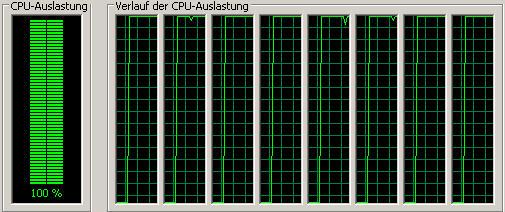 CPU-Auslastung
Verlauf der CPU-Auslastung
100 %